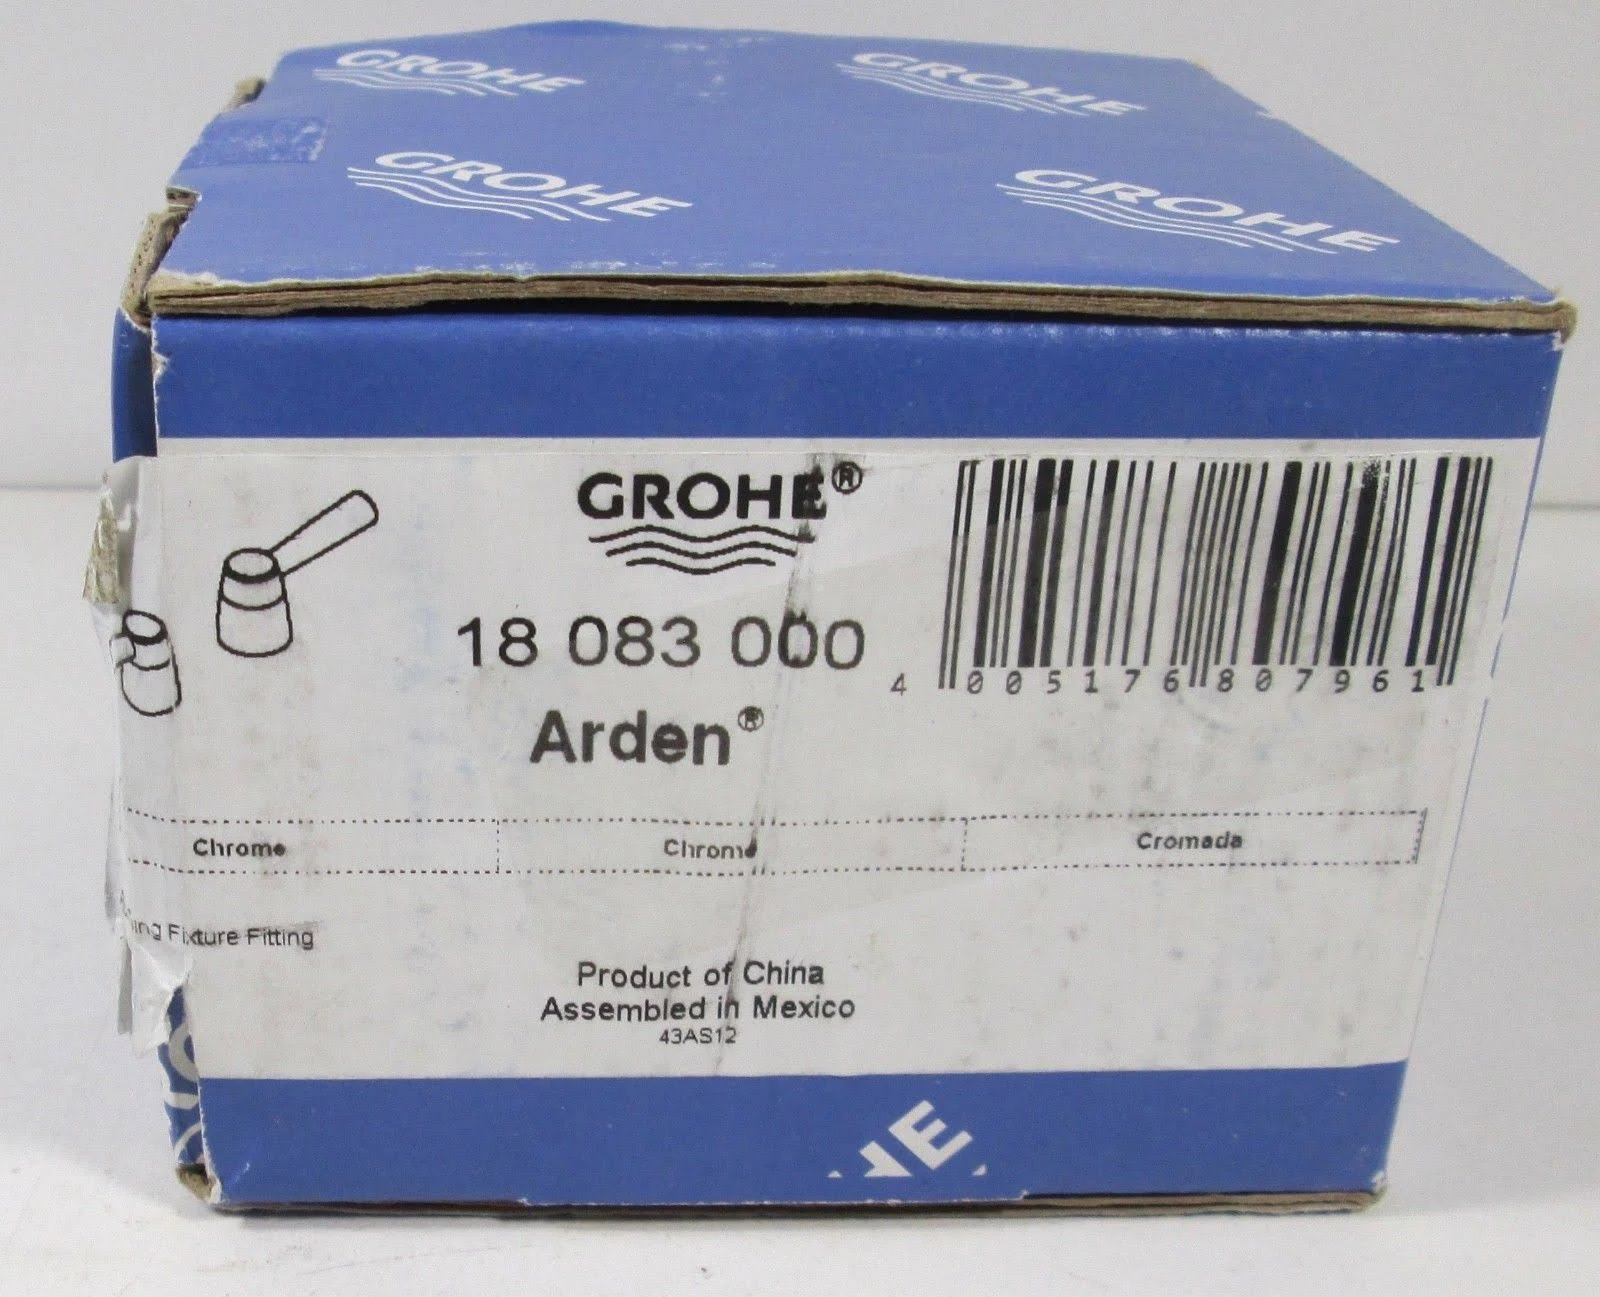 GROHE
GROHE
GROHE
GROHE
GROHE®
18 083 000
4 005176 807961
Arden®
Chrome Chrome Cromada
Fixture Fitting
Product of China
Assembled in Mexico
43AS12
HE